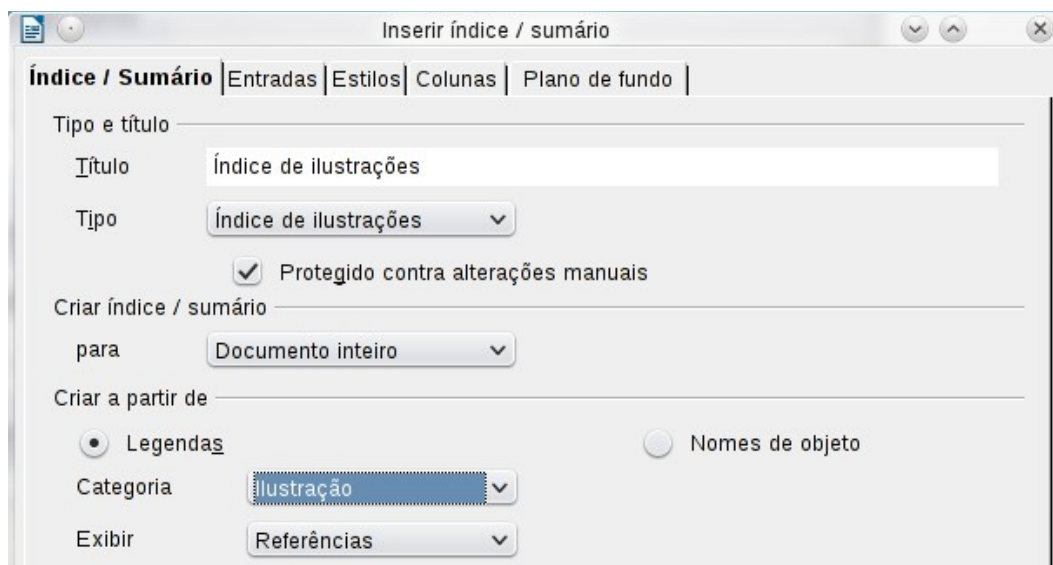 Inserir índice / sumário
Índice / Sumário Entradas Estilos Colunas Plano de fundo
Tipo e título
Título Índice de ilustrações
Tipo Índice de ilustrações
Protegido contra alterações manuais
Criar índice / sumário
para Documento inteiro
Criar a partir de
Legendas Nomes de objeto
Categoria Ilustração
Exibir Referências